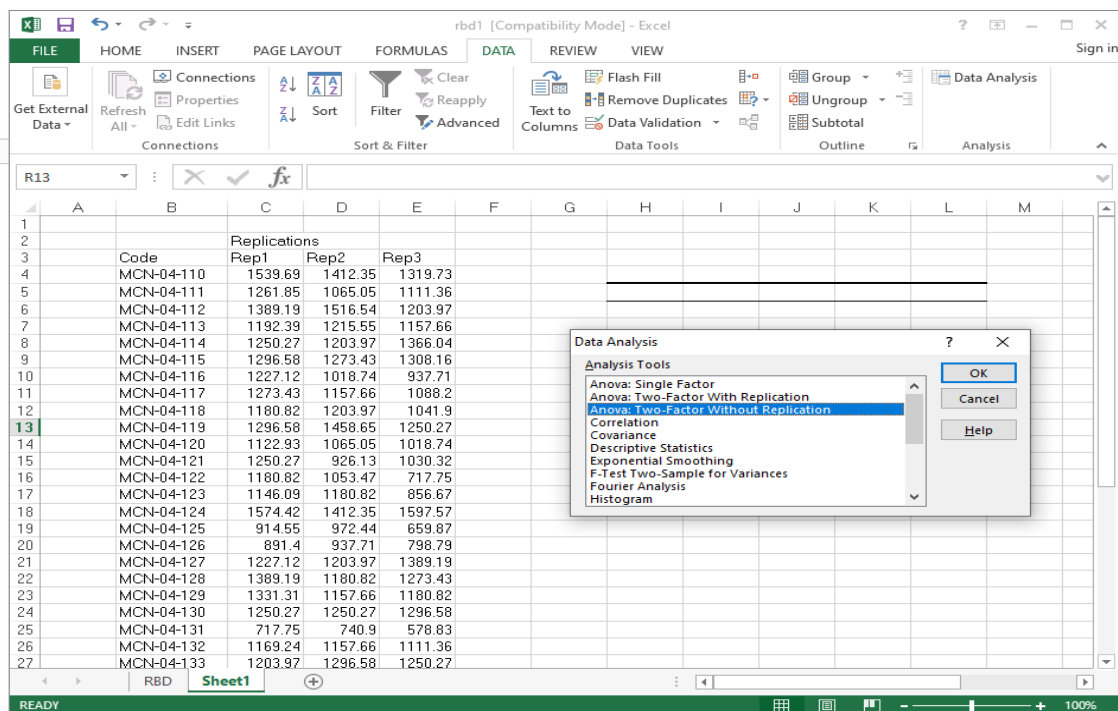 rbd1 [Compatibility Mode] - Excel ?
FILE HOME INSERT PAGE LAYOUT FORMULAS DATA REVIEW VIEW Sign in
Get External Data
Refresh All
Connections
Properties
Edit Links
Connections
Sort
Filter
Clear
Reapply
Advanced
Sort & Filter
Text to Columns
Flash Fill
Remove Duplicates
Data Validation
Data Tools
Group
Ungroup
Subtotal
Outline
Data Analysis
Analysis
R13 fx
A B C D E F G H I J K L M
1
2 Replications
3 Code Rep1 Rep2 Rep3
4 MCN-04-110 1539.69 1412.35 1319.73
5 MCN-04-111 1261.85 1065.05 1111.36
6 MCN-04-112 1389.19 1516.54 1203.97
7 MCN-04-113 1192.39 1215.55 1157.66
8 MCN-04-114 1250.27 1203.97 1366.04
9 MCN-04-115 1296.58 1273.43 1308.16
10 MCN-04-116 1227.12 1018.74 937.71
11 MCN-04-117 1273.43 1157.66 1088.2
12 MCN-04-118 1180.82 1203.97 1041.9
13 MCN-04-119 1296.58 1458.65 1250.27
14 MCN-04-120 1122.93 1065.05 1018.74
15 MCN-04-121 1250.27 926.13 1030.32
16 MCN-04-122 1180.82 1053.47 717.75
17 MCN-04-123 1146.09 1180.82 856.67
18 MCN-04-124 1574.42 1412.35 1597.57
19 MCN-04-125 914.55 972.44 659.87
20 MCN-04-126 891.4 937.71 798.79
21 MCN-04-127 1227.12 1203.97 1389.19
22 MCN-04-128 1389.19 1180.82 1273.43
23 MCN-04-129 1331.31 1157.66 1180.82
24 MCN-04-130 1250.27 1250.27 1296.58
25 MCN-04-131 717.75 740.9 578.83
26 MCN-04-132 1169.24 1157.66 1111.36
27 MCN-04-133 1203.97 1296.58 1250.27
Data Analysis ?
Analysis Tools
Anova: Single Factor
Anova: Two-Factor With Replication
Anova: Two-Factor Without Replication
Correlation
Covariance
Descriptive Statistics
Exponential Smoothing
F-Test Two-Sample for Variances
Fourier Analysis
Histogram
OK
Cancel
Help
RBD Sheet1
READY 100%